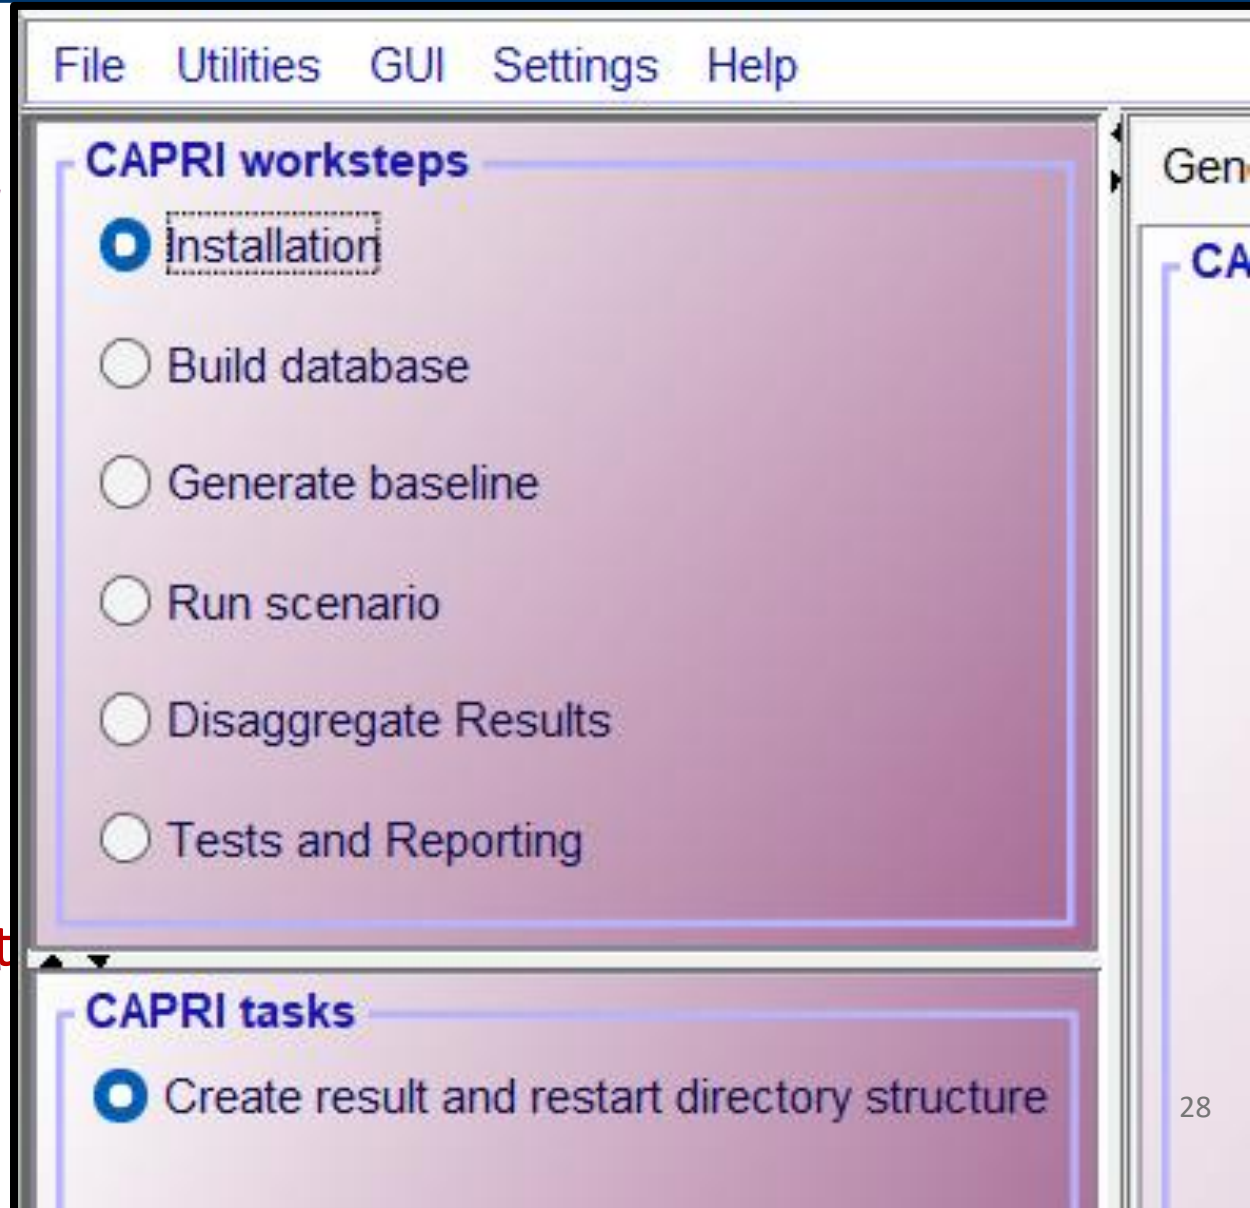 File Utilities GUI Settings Help
CAPRI worksteps
Installation
Build database
Generate baseline
Run scenario
Disaggregate Results
Tests and Reporting
CAPRI tasks
Create result and restart directory structure
28